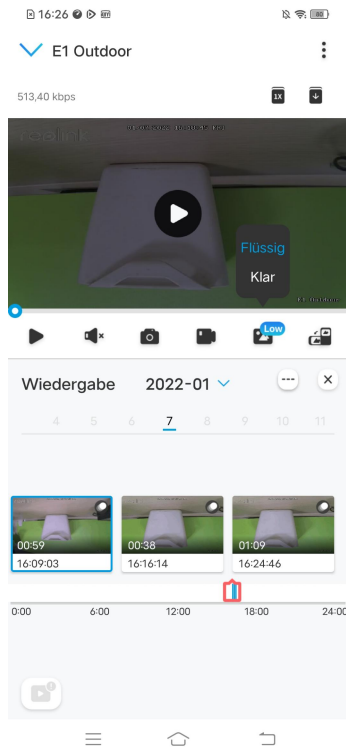 16:26
80
E1 Outdoor
513,40 kbps
1X
Flüssig
Klar
Low
Wiedergabe 2022-01
4 5 6 7 8 9 10 11
00:59 00:38 01:09
16:09:03 16:16:14 16:24:46
0:00 6:00 12:00 18:00 24:00